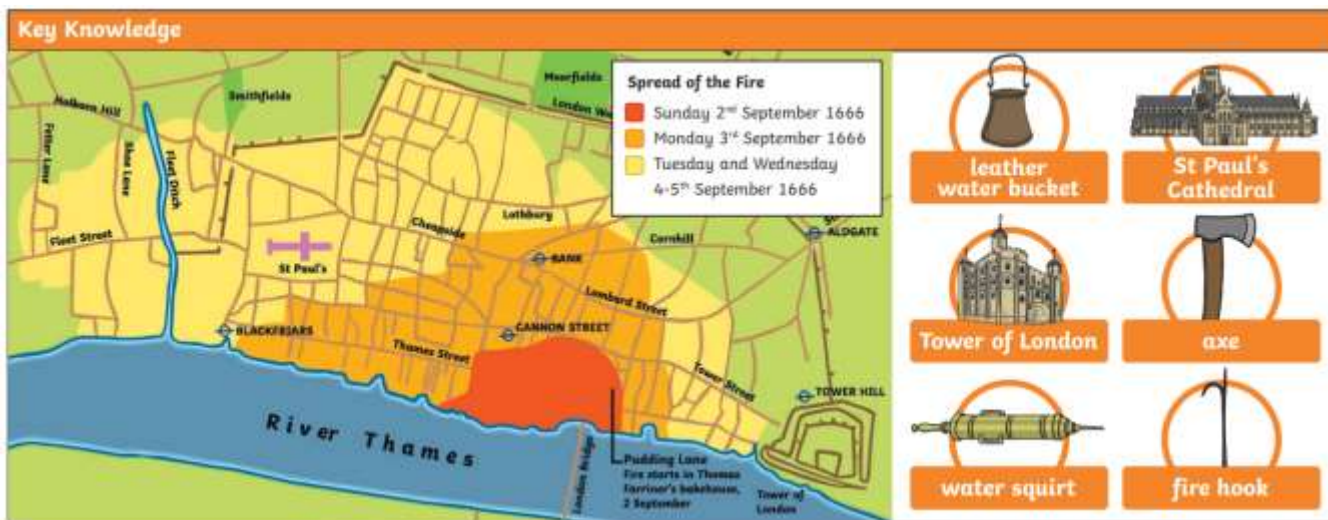 Key Knowledge
Spread of the Fire
Sunday 2nd September 1666
Monday 3rd September 1666
Tuesday and Wednesday
4-5th September 1666
Moorfields
London Wa
Smithfields
Holborn Hill
Fetter Lane
Shoe Lane
Fleet Ditch
Fleet Street
St Paul's
Cheapside
Lothbury
Cornhill
ALDGATE
BANK
Lombard Street
BLACKFRIARS
CANNON STREET
Thames Street
Tower Street
TOWER HILL
River Thames
London Bridge
Pudding Lane
Fire starts in Thomas
Farriner's bakehouse,
2 September
Tower of
London
leather
water bucket
St Paul's
Cathedral
Tower of London
axe
water squirt
fire hook